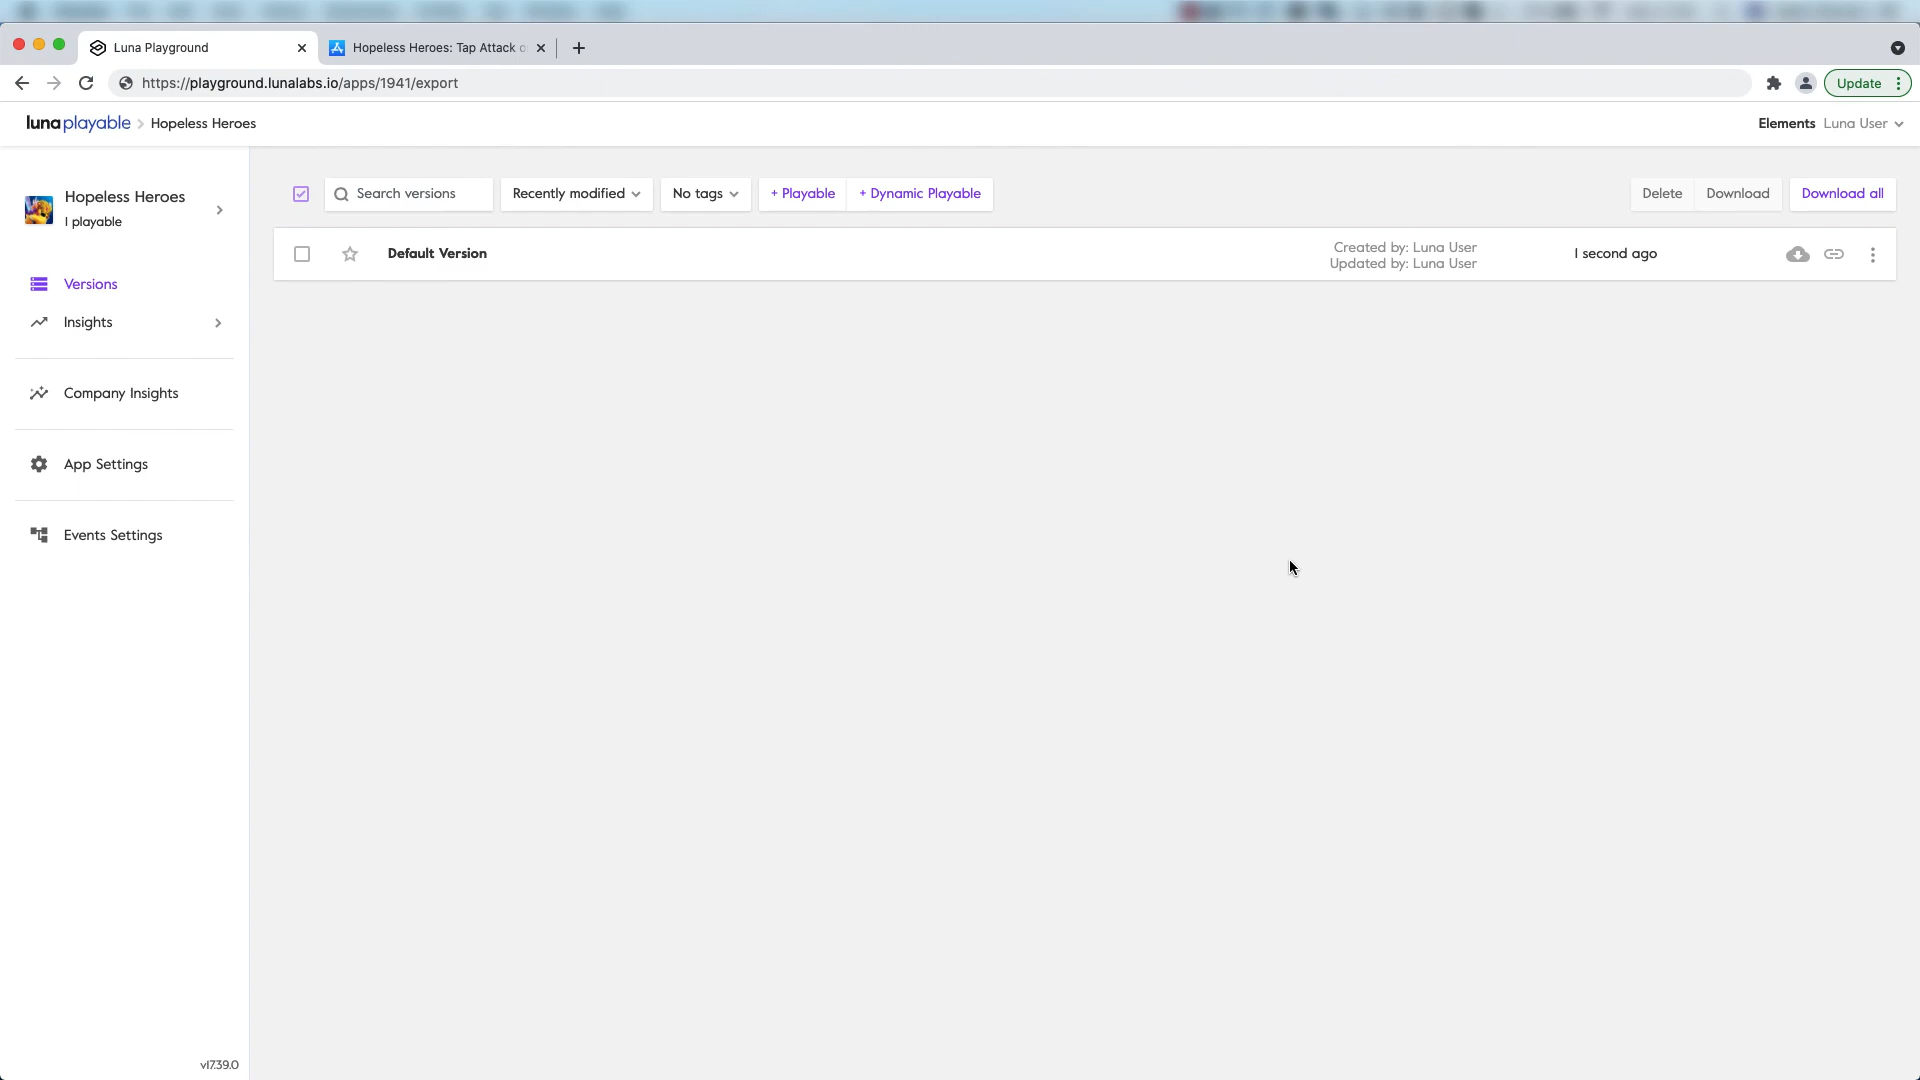 Luna Playground
Hopeless Heroes: Tap Attack o
https://playground.lunalabs.io/apps/1941/export
Update
luna playable > Hopeless Heroes
Elements Luna User
Hopeless Heroes
1 playable
Versions
Insights
Company Insights
App Settings
Events Settings
v17.39.0
Search versions
Recently modified
No tags
+ Playable
+ Dynamic Playable
Delete
Download
Download all
Default Version
Created by: Luna User
Updated by: Luna User
1 second ago